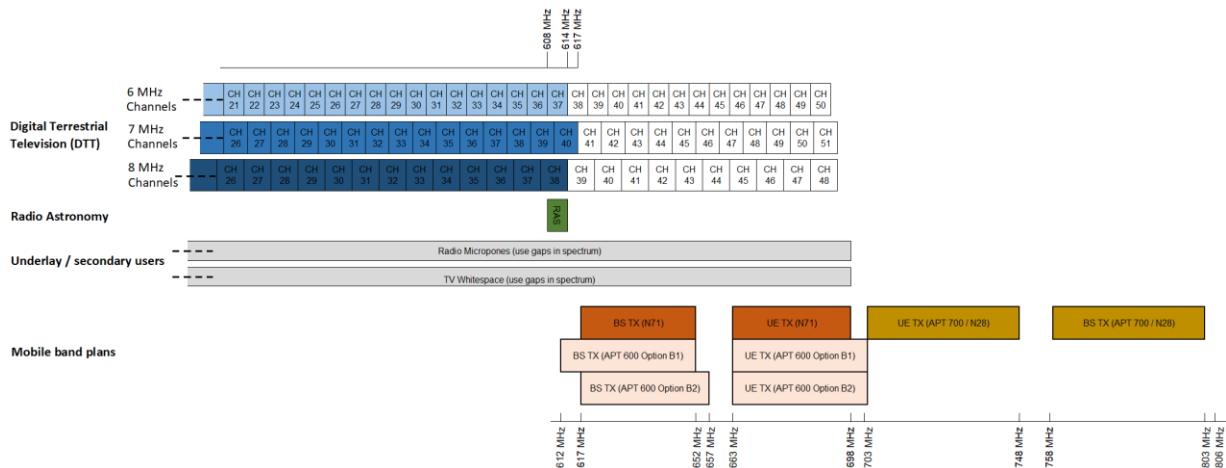 608 MHz
614 MHz
617 MHz
6 MHz
Channels
CH 21 CH 22 CH 23 CH 24 CH 25 CH 26 CH 27 CH 28 CH 29 CH 30 CH 31 CH 32 CH 33 CH 34 CH 35 CH 36 CH 37 CH 38 CH 39 CH 40 CH 41 CH 42 CH 43 CH 44 CH 45 CH 46 CH 47 CH 48 CH 49 CH 50
Digital Terrestrial
Television (DTT)
7 MHz
Channels
CH 26 CH 27 CH 28 CH 29 CH 30 CH 31 CH 32 CH 33 CH 34 CH 35 CH 36 CH 37 CH 38 CH 39 CH 40 CH 41 CH 42 CH 43 CH 44 CH 45 CH 46 CH 47 CH 48 CH 49 CH 50 CH 51
8 MHz
Channels
CH 26 CH 27 CH 28 CH 29 CH 30 CH 31 CH 32 CH 33 CH 34 CH 35 CH 36 CH 37 CH 38 CH 39 CH 40 CH 41 CH 42 CH 43 CH 44 CH 45 CH 46 CH 47 CH 48
Radio Astronomy
RAS
Underlay / secondary users
Radio Micropones (use gaps in spectrum)
TV Whitespace (use gaps in spectrum)
Mobile band plans
BS TX (N71) UE TX (N71) UE TX (APT 700 / N28) BS TX (APT 700 / N28)
BS TX (APT 600 Option B1) UE TX (APT 600 Option B1)
BS TX (APT 600 Option B2) UE TX (APT 600 Option B2)
612 MHz
617 MHz
652 MHz
657 MHz
663 MHz
698 MHz
703 MHz
748 MHz
758 MHz
803 MHz
806 MHz